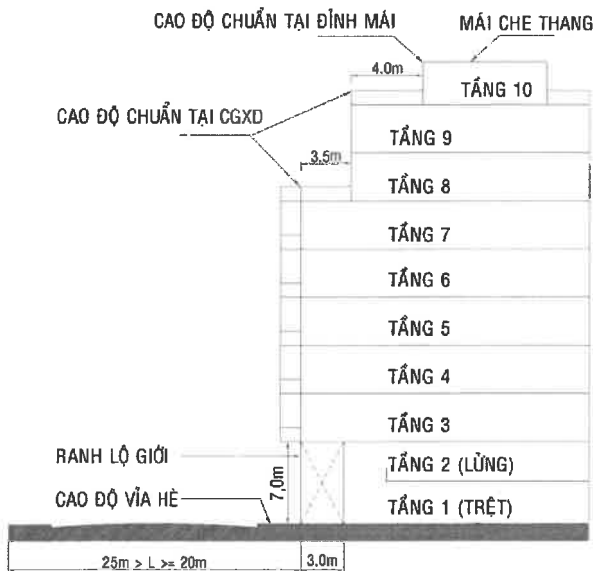 CAO ĐỘ CHUẨN TẠI ĐỈNH MÁI
MÁI CHE THANG
4.0m
TẦNG 10
CAO ĐỘ CHUẨN TẠI CGXD
TẦNG 9
3.5m
TẦNG 8
TẦNG 7
TẦNG 6
TẦNG 5
TẦNG 4
TẦNG 3
RANH LỘ GIỚI
7,0m
TẦNG 2 (LỬNG)
CAO ĐỘ VỈA HÈ
TẦNG 1 (TRỆT)
25m > L >= 20m
3.0m